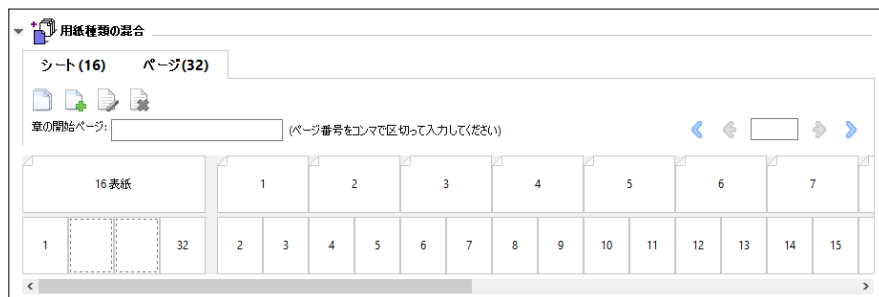 用紙種類の混合
シート(16) ページ(32)
章の開始ページ: (ページ番号をコンマで区切って入力してください)
16 表紙 1 2 3 4 5 6 7
1 32 2 3 4 5 6 7 8 9 10 11 12 13 14 15